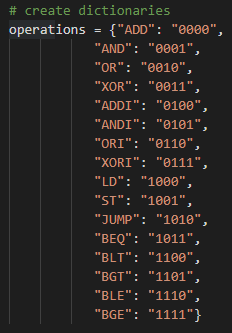 # create dictionaries
operations = {"ADD": "0000",
"AND": "0001",
"OR": "0010",
"XOR": "0011",
"ADDI": "0100",
"ANDI": "0101",
"ORI": "0110",
"XORI": "0111",
"LD": "1000",
"ST": "1001",
"JUMP": "1010",
"BEQ": "1011",
"BLT": "1100",
"BGT": "1101",
"BLE": "1110",
"BGE": "1111"}